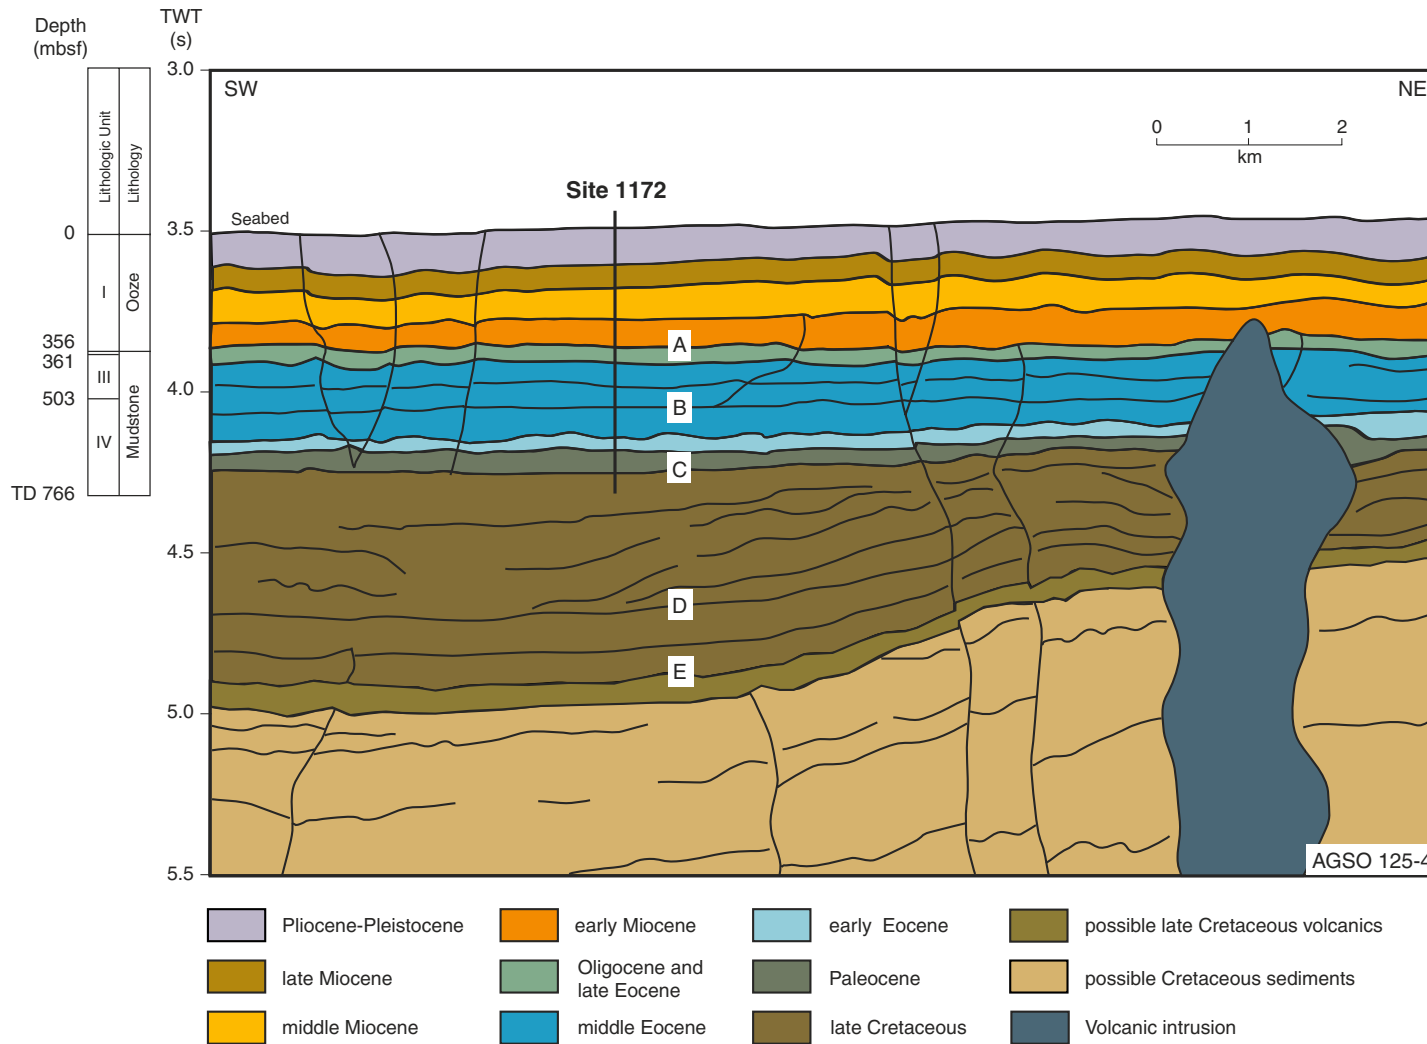 Depth
(mbsf)
TWT
(s)
Lithologic Unit
Lithology
0
I
Ooze
356
361
III
503
IV
Mudstone
TD 766
3.0
3.5
4.0
4.5
5.0
5.5
SW
NE
0 1 2
km
Site 1172
Seabed
A
B
C
D
E
AGSO 125-4
Pliocene-Pleistocene
late Miocene
middle Miocene
early Miocene
Oligocene and
late Eocene
middle Eocene
early Eocene
Paleocene
late Cretaceous
possible late Cretaceous volcanics
possible Cretaceous sediments
Volcanic intrusion